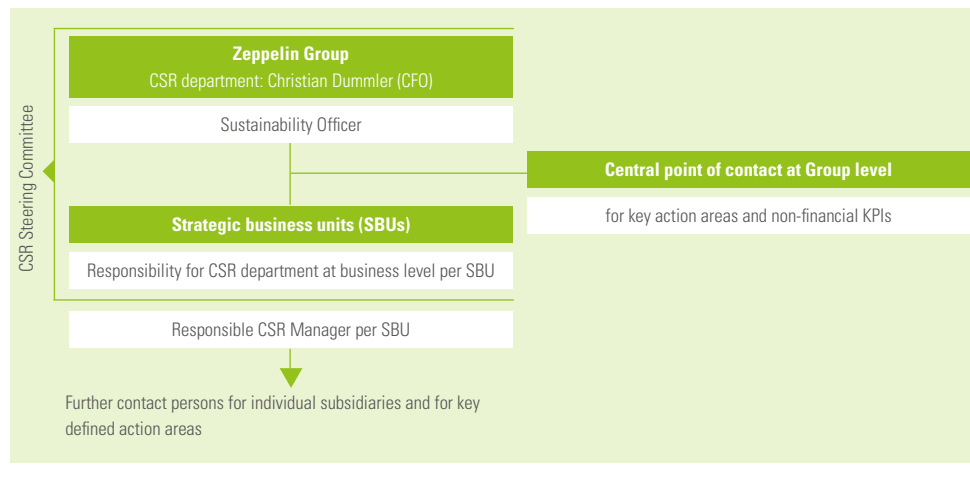 CSR Steering Committee
Zeppelin Group
CSR department: Christian Dummler (CFO)
Sustainability Officer
Central point of contact at Group level
for key action areas and non-financial KPIs
Strategic business units (SBUs)
Responsibility for CSR department at business level per SBU
Responsible CSR Manager per SBU
Further contact persons for individual subsidiaries and for key
defined action areas